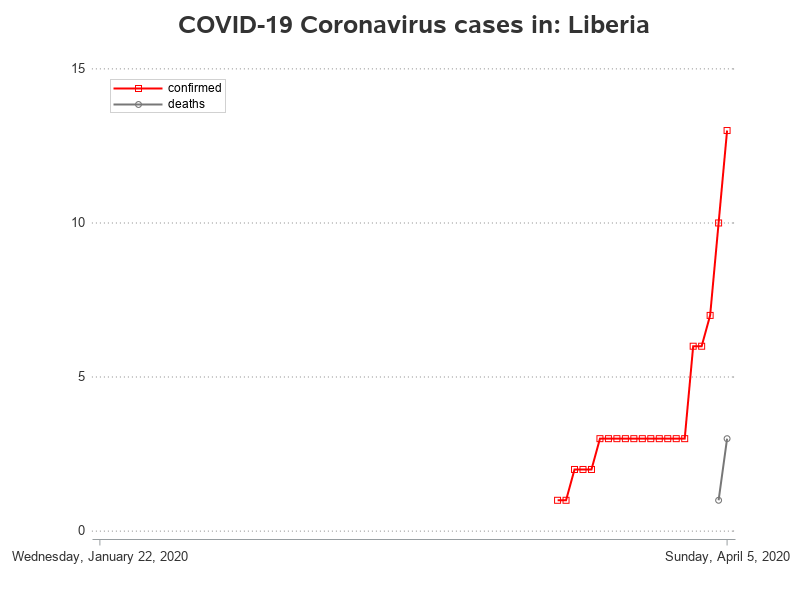 COVID-19 Coronavirus cases in: Liberia
15
confirmed
deaths
10
5
0
Wednesday, January 22, 2020
Sunday, April 5, 2020